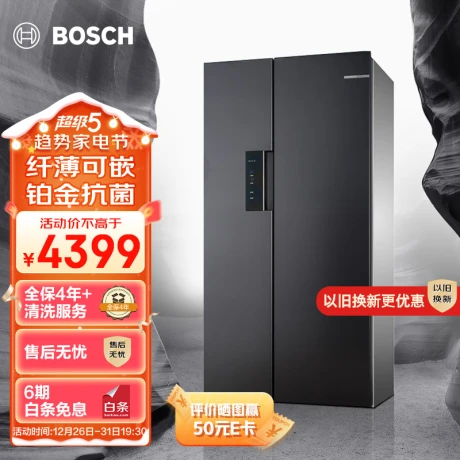 BOSCH
超级5
趋势家电节
纤薄可嵌
铂金抗菌
活动价不高于
¥4399
全保4年+
清洗服务
全保4年
售后无忧
售后
无忧
6期
白条免息
白条
活动时间:12月26日-31日19:30
评价晒图赢
50元E卡
以旧换新更优惠
以旧
换新